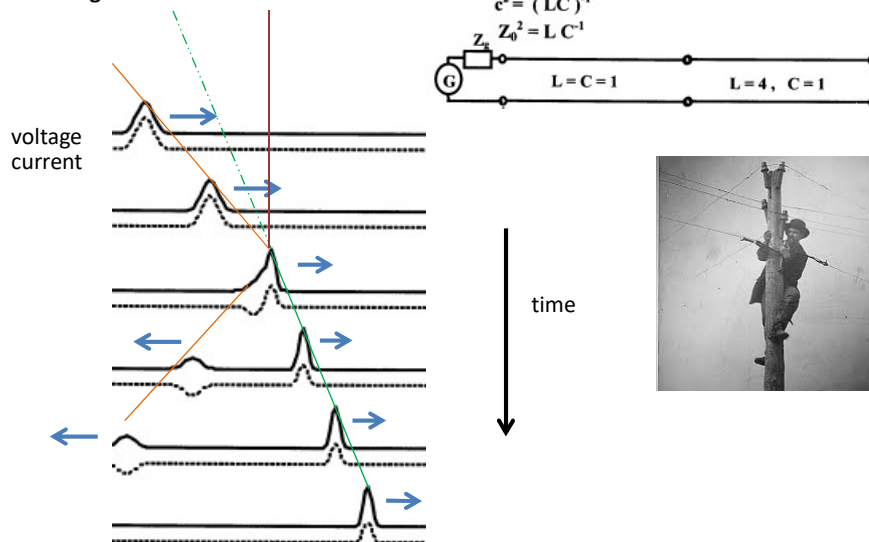 c² = (LC)⁻¹
Z₀² = L C⁻¹
Z_g
G
L = C = 1
L = 4 , C = 1
voltage
current
time